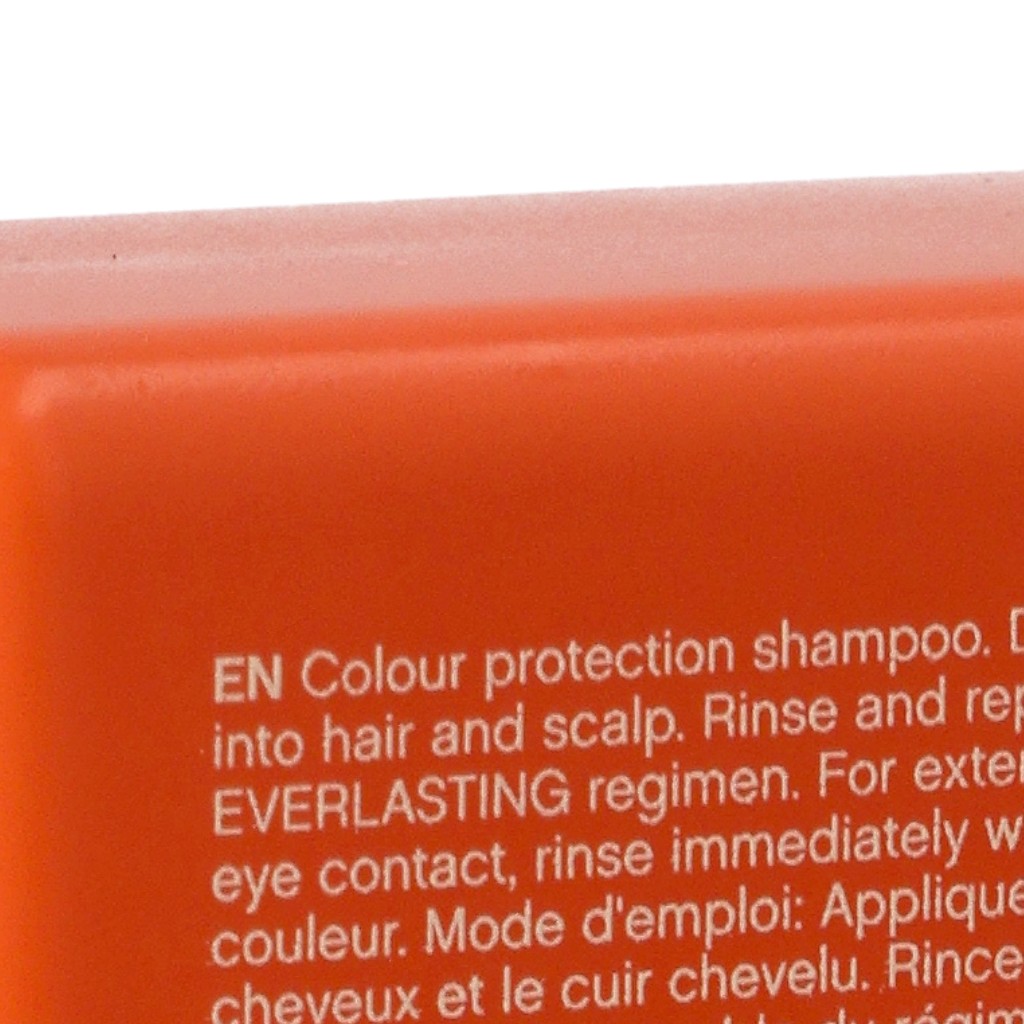 EN Colour protection shampoo.
into hair and scalp. Rinse and
EVERLASTING regimen. For
eye contact, rinse immediately
couleur. Mode d'emploi:
cheveux et le cuir chevelu.
du